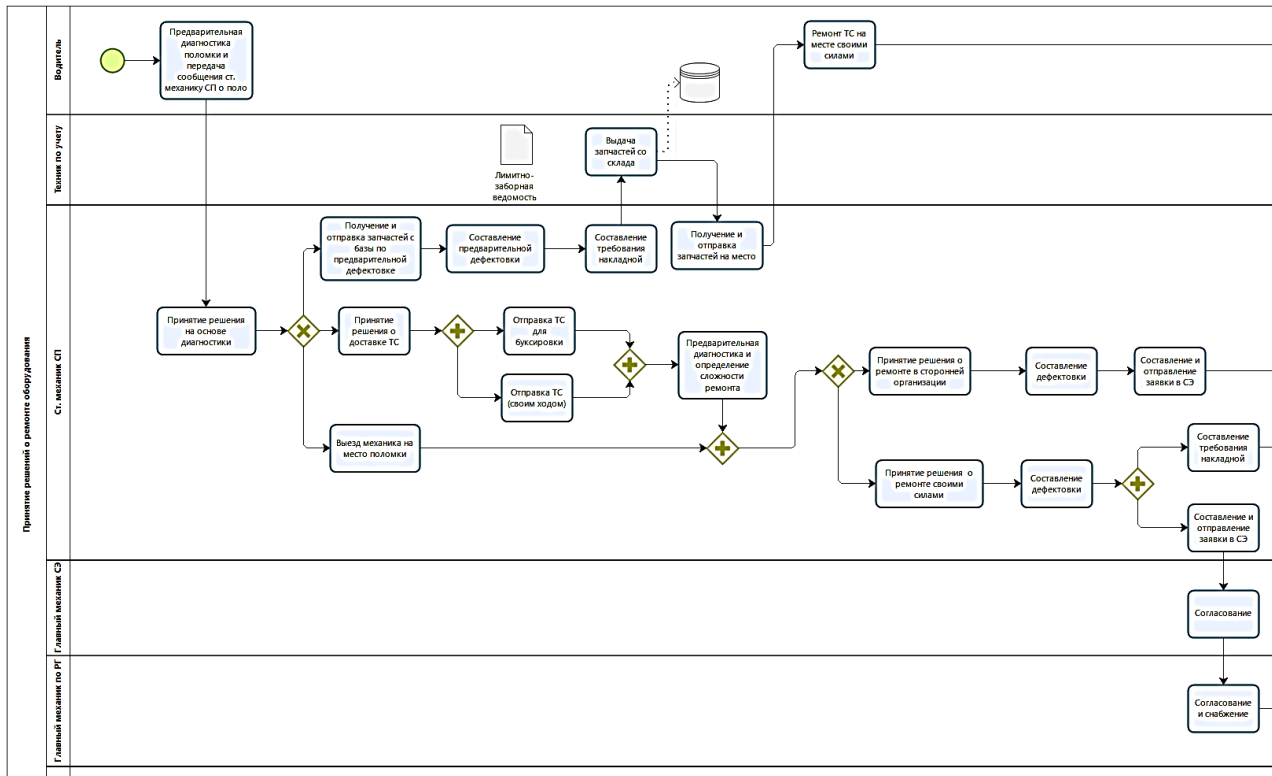 Принятие решений о ремонте оборудования
Водитель
Предварительная
диагностика
поломки и
передача
сообщения ст.
механику СП о поло
Ремонт ТС на
месте своими
силами
Техник по учету
Лимитно-
заборная
ведомость
Выдача
запчастей со
склада
Ст. механик СП
Получение и
отправка запчастей с
базы по
предварительной
дефектовке
Составление
предварительной
дефектовки
Составление
требования
накладной
Получение и
отправка
запчастей на место
Принятие решения
на основе
диагностики
Принятие
решения о
доставке ТС
Отправка ТС
для
буксировки
Отправка ТС
(своим ходом)
Предварительная
диагностика и
определение
сложности
ремонта
Выезд механика на
место поломки
Принятие решения о
ремонте в сторонней
организации
Составление
дефектовки
Составление и
отправление
заявки в СЭ
Принятие решения о
ремонте своими
силами
Составление
дефектовки
Составление
требования
накладной
Составление и
отправление
заявки в СЭ
Главный механик СЭ
Согласование
Главный механик по РГ
Согласование
и снабжение